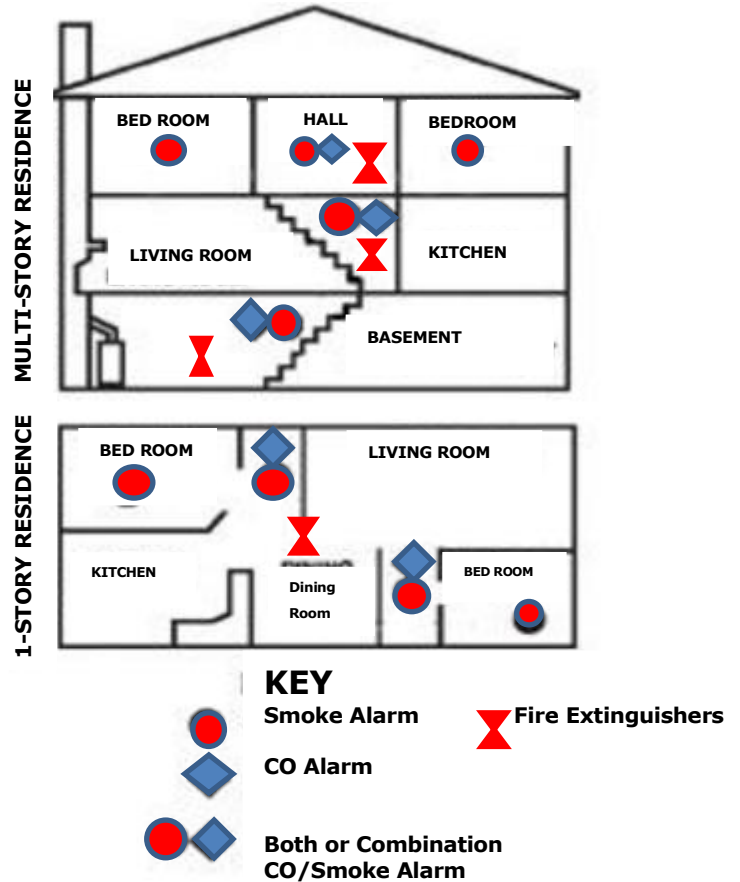 MULTI-STORY RESIDENCE
BED ROOM
HALL
BEDROOM
LIVING ROOM
KITCHEN
BASEMENT
1-STORY RESIDENCE
BED ROOM
LIVING ROOM
KITCHEN
Dining
Room
BED ROOM
KEY
Smoke Alarm
Fire Extinguishers
CO Alarm
Both or Combination
CO/Smoke Alarm